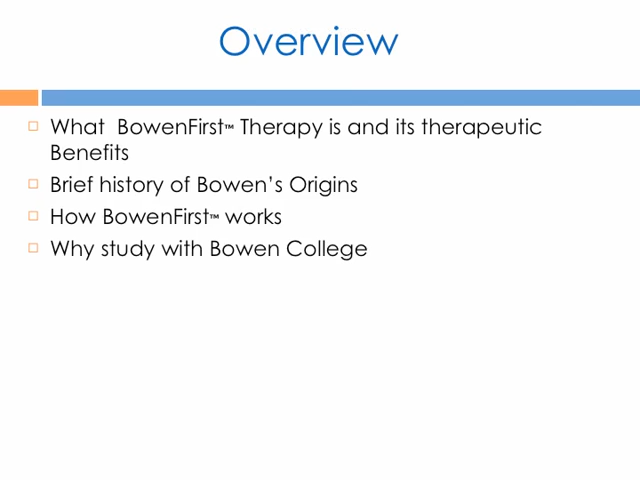 Overview
What  BowenFirst™ Therapy is and its therapeutic
Benefits
Brief history of Bowen’s Origins
How BowenFirst™ works
Why study with Bowen College